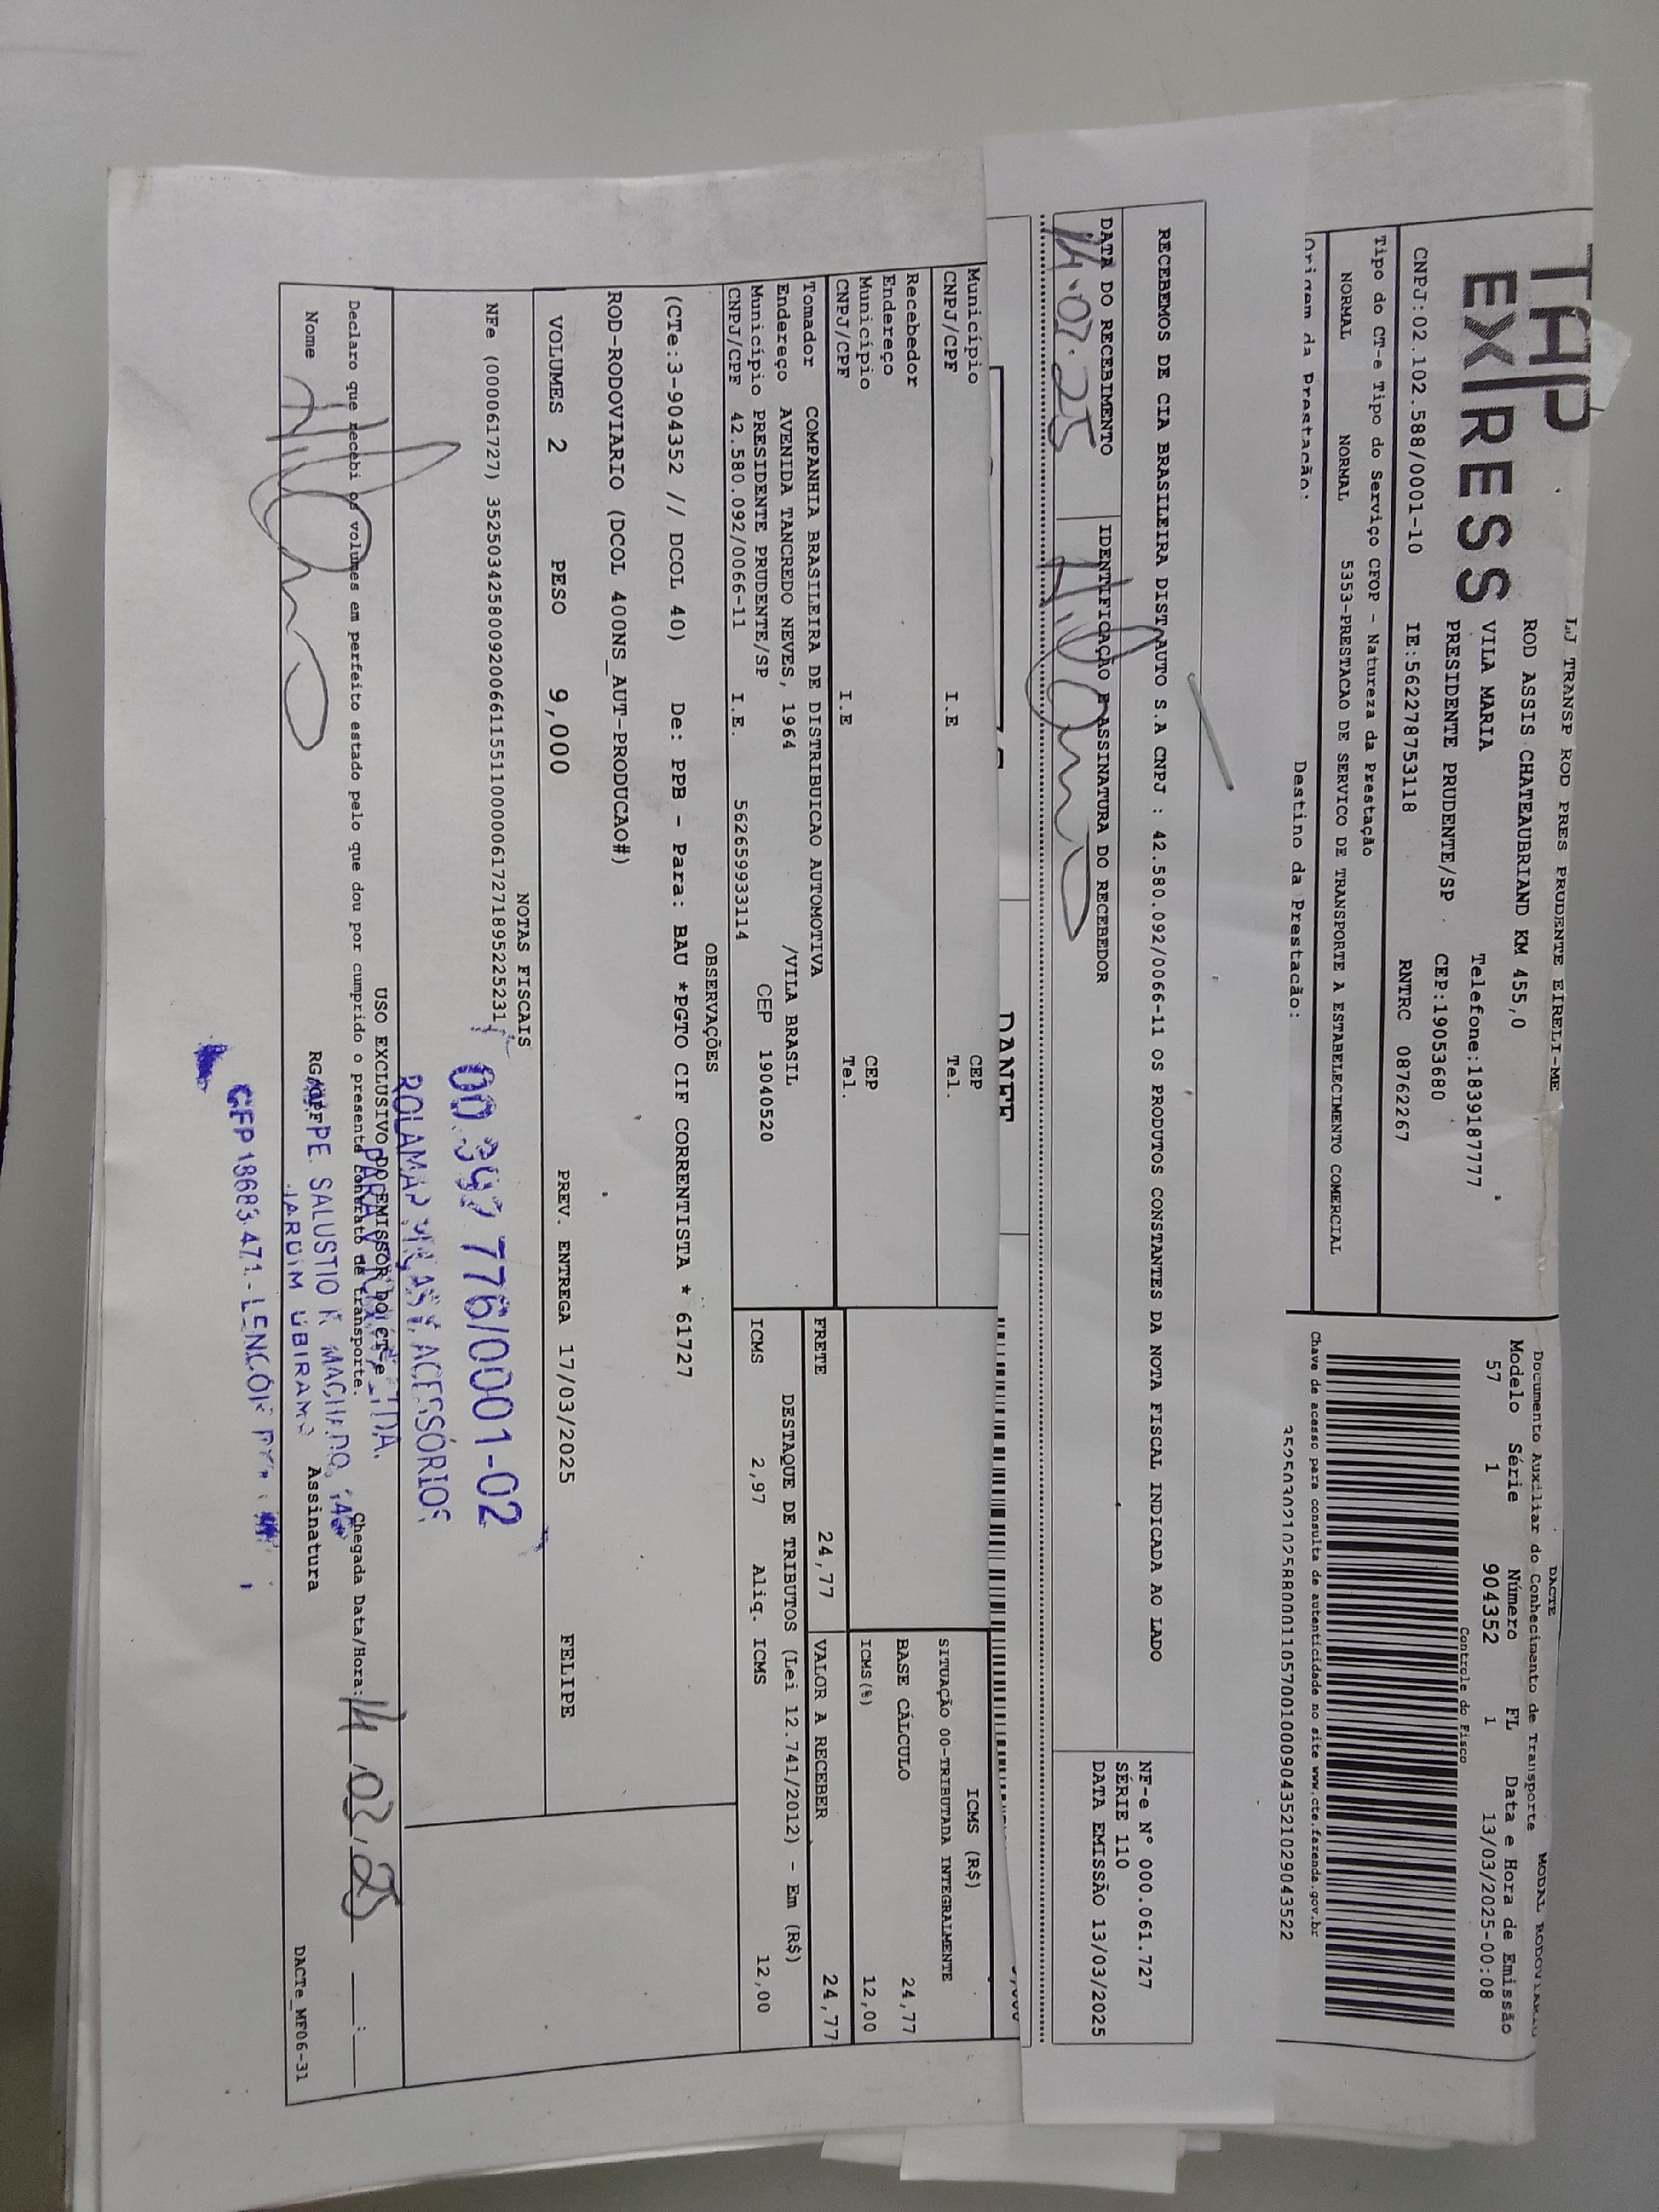 TAP
EXPRESS
LJ TRANSP ROD PRES PRUDENTE EIRELI-ME
ROD ASSIS CHATEAUBRIAND KM 455,0
VILA MARIA Telefone:1839187777
PRESIDENTE PRUDENTE/SP CEP:19053680
CNPJ:02.102.588/0001-10 IE:562278753118 RNTRC 08762267
Tipo do CT-e Tipo do Serviço CFOP - Natureza da Prestação
NORMAL NORMAL 5353-PRESTACAO DE SERVICO DE TRANSPORTE A ESTABELECIMENTO COMERCIAL
Origem da Prestação: Destino da Prestação:
DACTE MODAL RODOVIARIO
Documento Auxiliar do Conhecimento de Transporte
Modelo Série Número FL Data e Hora de Emissão
57 1 904352 1 13/03/2025-00:08
Controle do Fisco
Chave de acesso para consulta de autenticidade no site www.cte.fazenda.gov.br
35250302102588000110570010009043521029043522
RECEBEMOS DE CIA BRASILEIRA DIST AUTO S.A CNPJ : 42.580.092/0066-11 OS PRODUTOS CONSTANTES DA NOTA FISCAL INDICADA AO LADO
DATA DO RECEBIMENTO IDENTIFICAÇÃO E ASSINATURA DO RECEBEDOR
NF-e N° 000.061.727
SÉRIE 110
DATA EMISSÃO 13/03/2025
DANFE
Município CEP
CNPJ/CPF I.E Tel.
Recebedor
Endereço
Município CEP
CNPJ/CPF I.E Tel.
Tomador COMPANHIA BRASILEIRA DE DISTRIBUICAO AUTOMOTIVA
Endereço AVENIDA TANCREDO NEVES, 1964 /VILA BRASIL
Município PRESIDENTE PRUDENTE/SP CEP 19040520
CNPJ/CPF 42.580.092/0066-11 I.E. 562659933114
ICMS (R$)
SITUAÇÃO 00-TRIBUTADA INTEGRALMENTE
BASE CÁLCULO 24,77
ICMS(%) 12,00
FRETE 24,77 VALOR A RECEBER 24,77
DESTAQUE DE TRIBUTOS (Lei 12.741/2012) - Em (R$)
ICMS 2,97 Aliq. ICMS 12,00
OBSERVAÇÕES
(CTe:3-904352 // DCOL 40) De: PPB - Para: BAU *PGTO CIF CORRENTISTA * 61727
ROD-RODOVIARIO (DCOL 400NS_AUT-PRODUCAO#)
VOLUMES 2 PESO 9,000 PREV. ENTREGA 17/03/2025 FELIPE
NOTAS FISCAIS
NFe (000061727) 35250342580092006611551100000617271895225231
776/0001-02
ACESSÓRIOS
LTDA.
USO EXCLUSIVO DO EMISSOR DO CT-e
Declaro que recebi os volumes em perfeito estado pelo que dou por cumprido o presente contrato de transporte. Chegada Data/Hora: 14 03 25
Nome Assinatura
PE. SALUSTIO R MACHADO,
JARDIM UBIRAMA
CEP 18683.471 - LENÇÓIS
DACTe_MF06-31